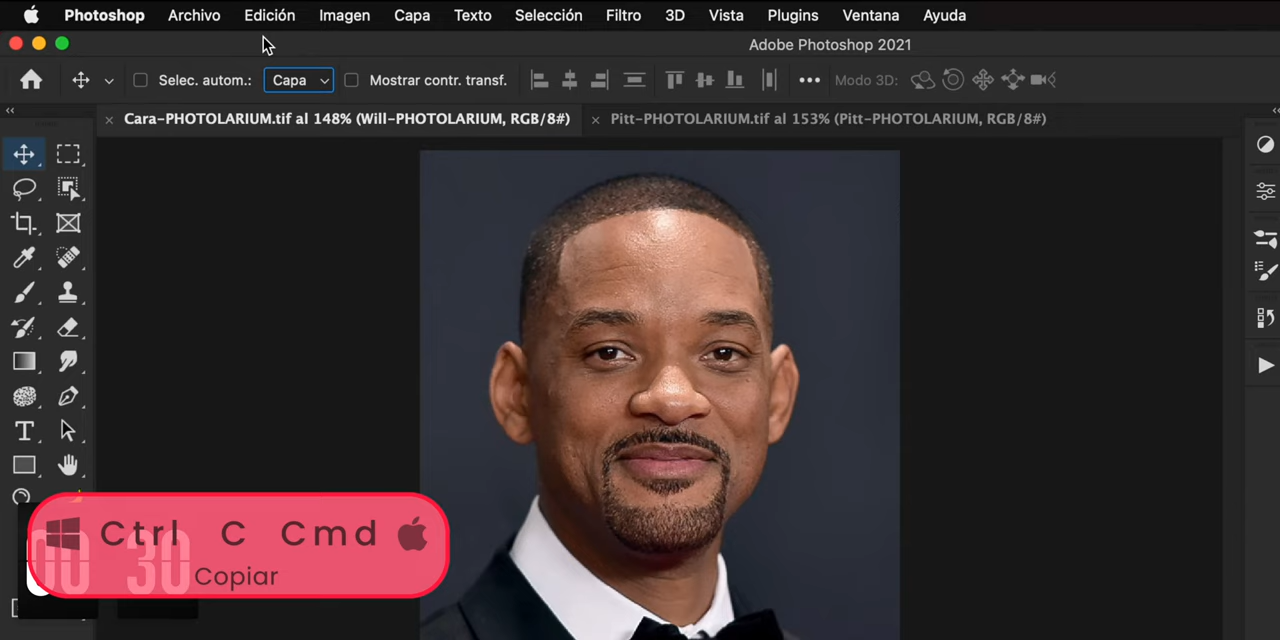 Photoshop Archivo Edición Imagen Capa Texto Selección Filtro 3D Vista Plugins Ventana Ayuda
Adobe Photoshop 2021
Selec. autom.: Capa Mostrar contr. transf. Modo 3D:
Cara-PHOTOLARIUM.tif al 148% (Will-PHOTOLARIUM, RGB/8#) Pitt-PHOTOLARIUM.tif al 153% (Pitt-PHOTOLARIUM, RGB/8#)
Ctrl C Cmd
00 30
Copiar